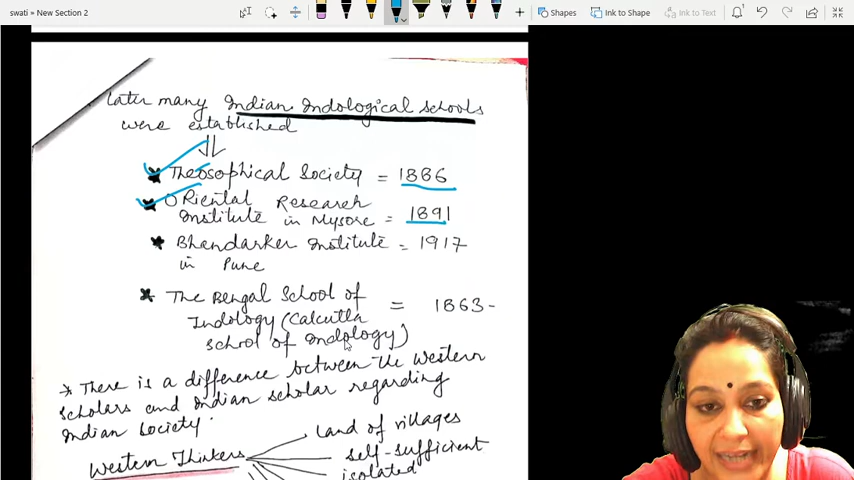 swati » New Section 2
Shapes
Ink to Shape
Ink to Text
Later many Indian Indological Schools
were established
Theosophical Society = 1886
Oriental Research
Institute in Mysore = 1891
Bhandarker Institute = 1917
in Pune
The Bengal School of
Indology (Calcutta = 1863-
School of Indology)
There is a difference between the western
scholars and Indian scholar regarding
Indian society.
Western Thinkers
land of villages
self-sufficient
isolated